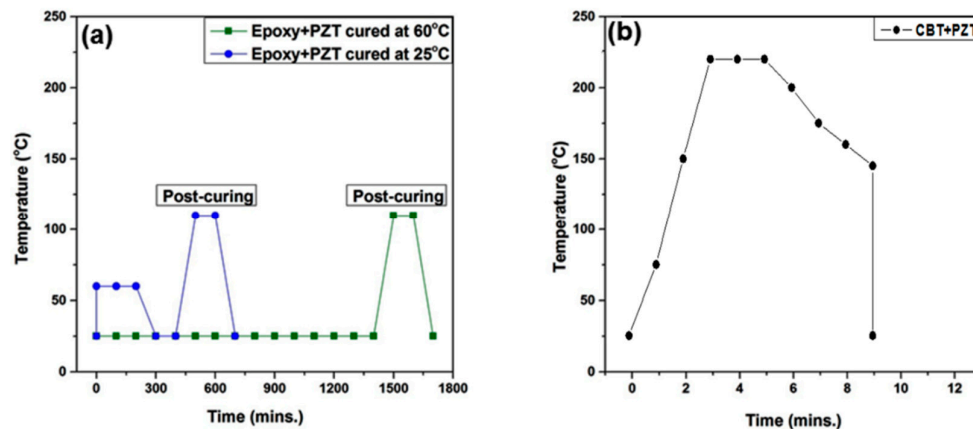 (a)
Epoxy+PZT cured at 60°C
Epoxy+PZT cured at 25°C
250
200
150
100
50
0
Temperature (°C)
Post-curing
Post-curing
0 300 600 900 1200 1500 1800
Time (mins.)
(b)
CBT+PZT
250
200
150
100
50
0
Temperature (°C)
0 2 4 6 8 10 12
Time (mins.)